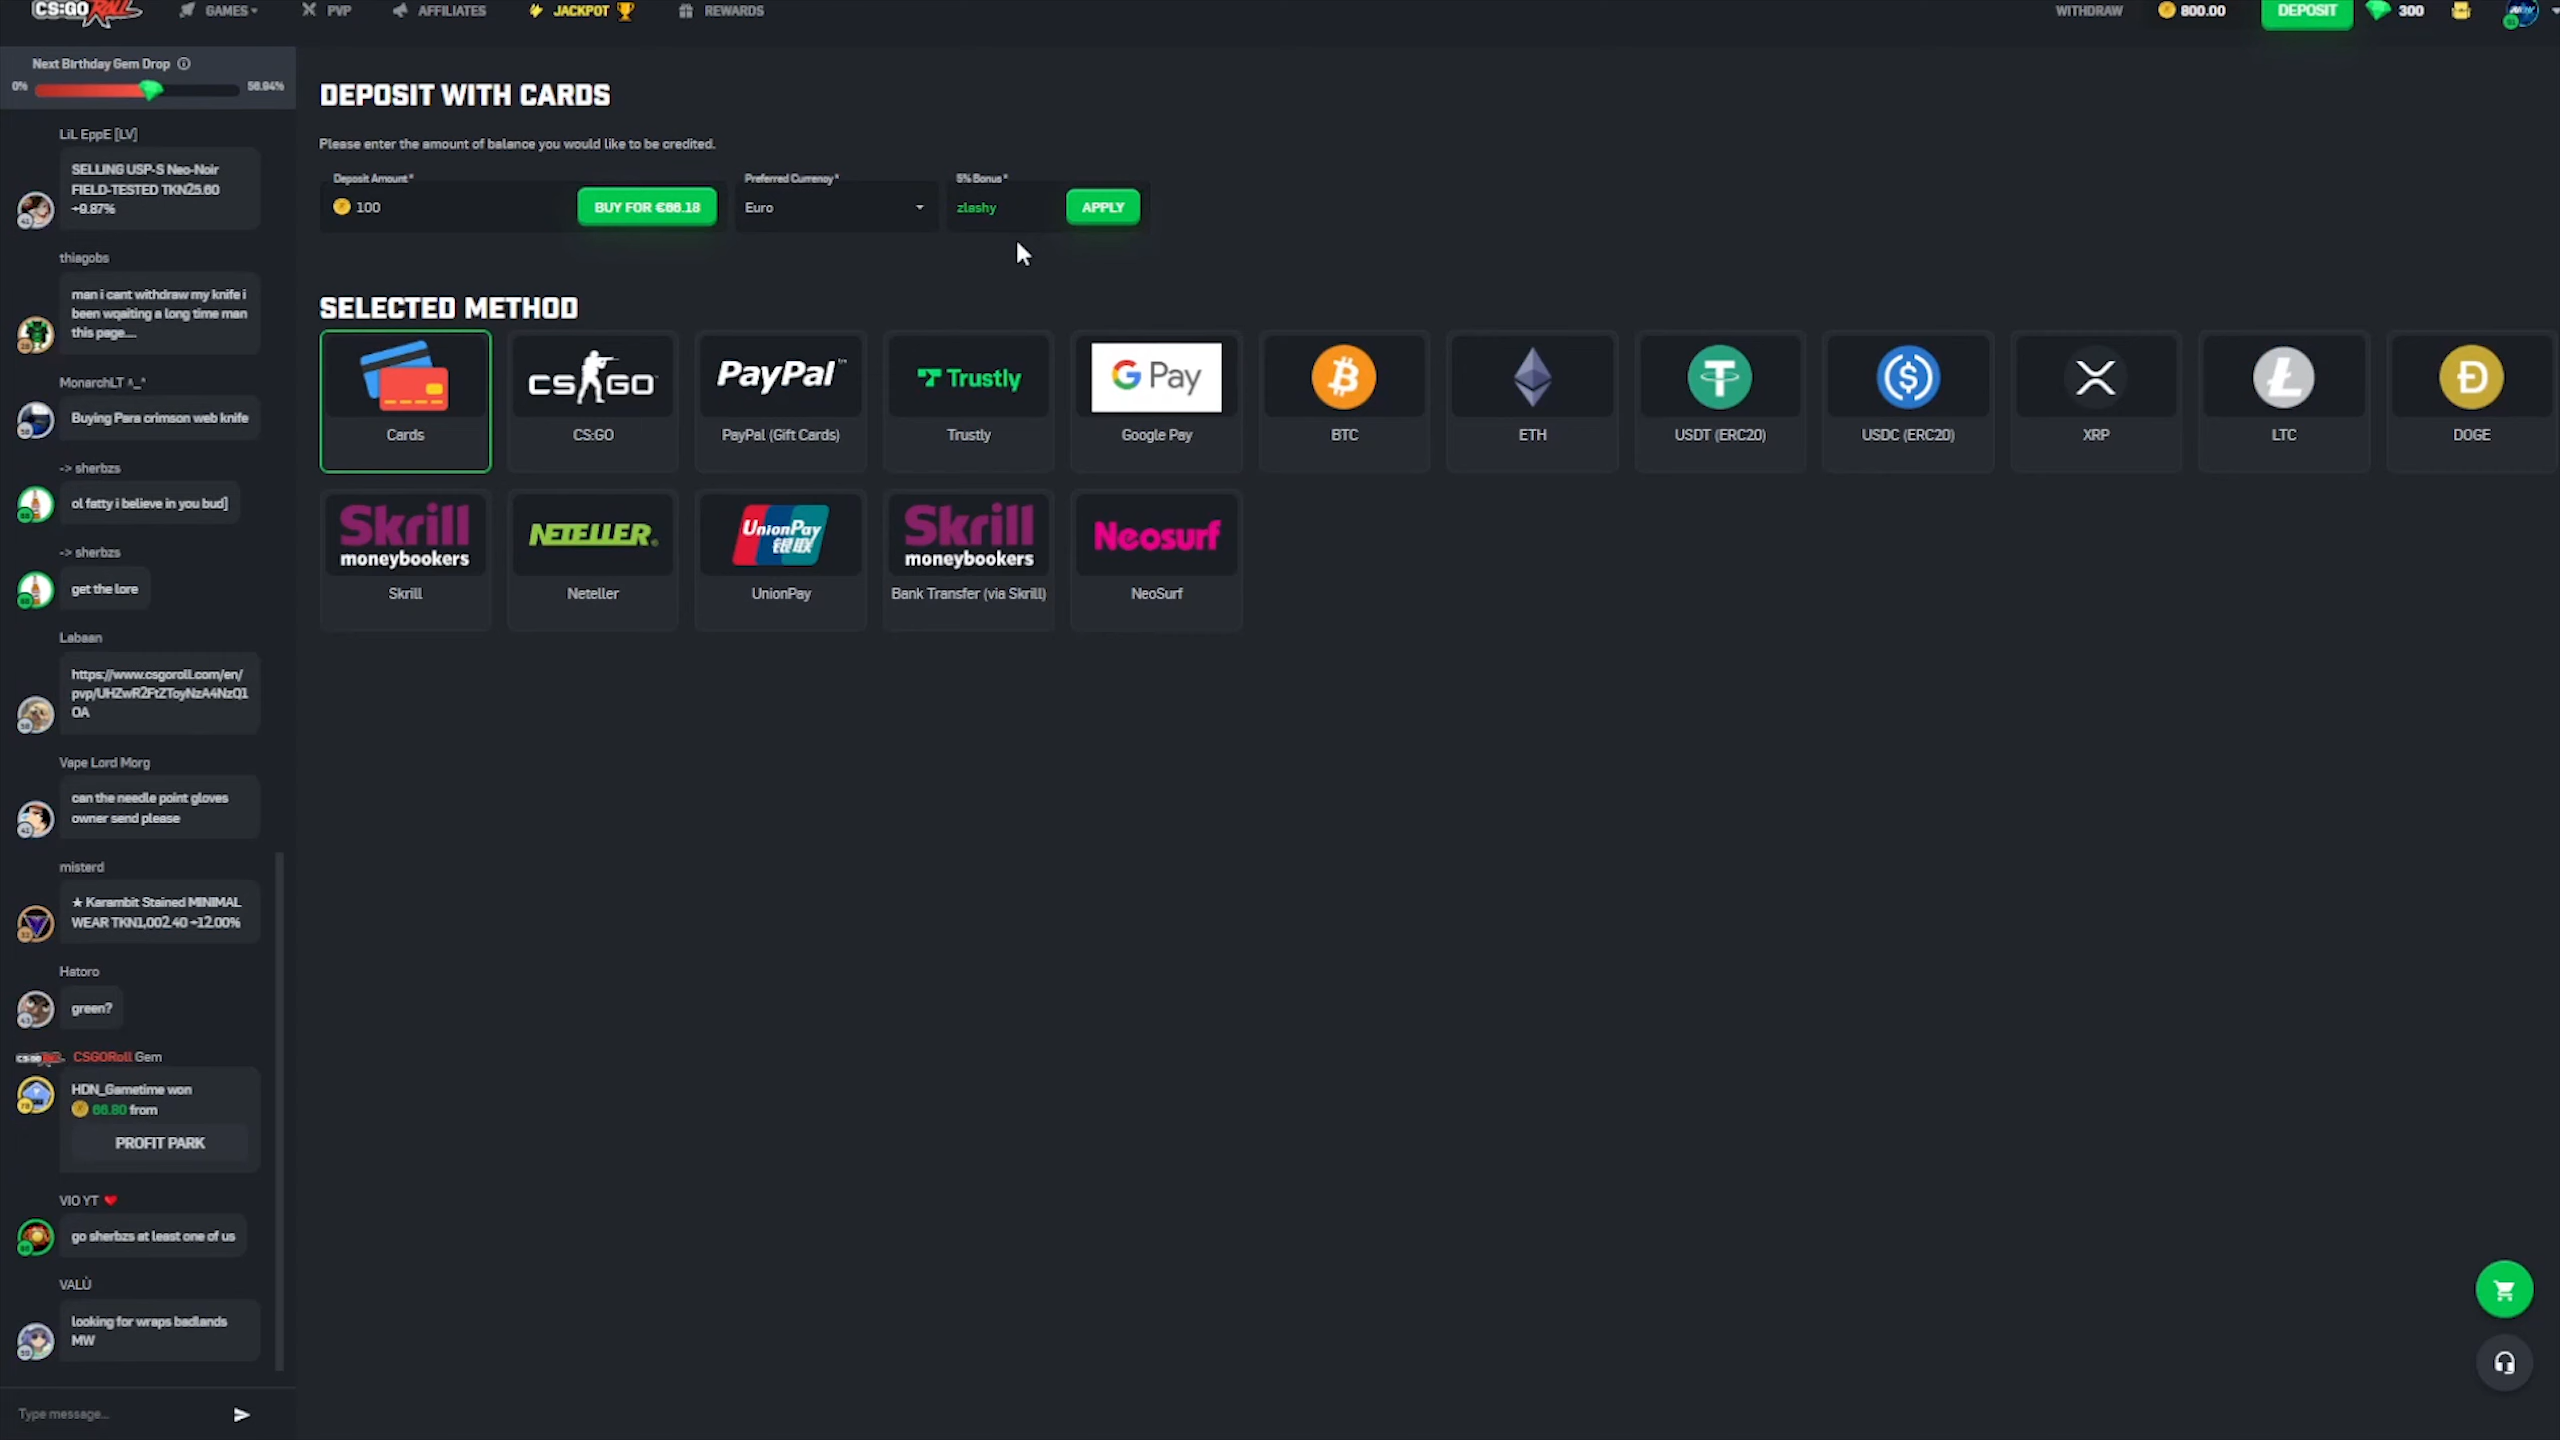 CS:GOROLL
GAMES
PVP
AFFILIATES
JACKPOT
REWARDS
WITHDRAW
800.00
DEPOSIT
300
Next Birthday Gem Drop
0%
56.94%
LiL EppE [LV]
SELLING USP-S Neo-Noir
FIELD-TESTED TKN25.60
+9.87%
thiagobs
man i cant withdraw my knife i
been wqaiting a long time man
this page....
MonarchLT ^_*
Buying Para crimson web knife
-> sherbzs
ol fatty i believe in you bud]
-> sherbzs
get the lore
Labaan
https://www.csgoroll.com/en/
pvp/UHZwR2FtZToyNzA4NzQ1
OA
Vape Lord Morg
can the needle point gloves
owner send please
misterd
★ Karambit Stained MINIMAL
WEAR TKN1,002.40 +12.00%
Hatoro
green?
CSGORoll Gem
HDN_Gametime won
66.80 from
PROFIT PARK
VIO YT
go sherbzs at least one of us
VALÙ
looking for wraps badlands
MW
Type message...
DEPOSIT WITH CARDS
Please enter the amount of balance you would like to be credited.
Deposit Amount*
100
BUY FOR €66.18
Preferred Currency*
Euro
5% Bonus*
zlashy
APPLY
SELECTED METHOD
Cards
CS:GO
CS:GO
PayPal™
PayPal (Gift Cards)
Trustly
Trustly
G Pay
Google Pay
BTC
ETH
USDT (ERC20)
USDC (ERC20)
XRP
LTC
DOGE
Skrill
moneybookers
Skrill
NETELLER®
Neteller
UnionPay
银联
UnionPay
Skrill
moneybookers
Bank Transfer (via Skrill)
Neosurf
NeoSurf